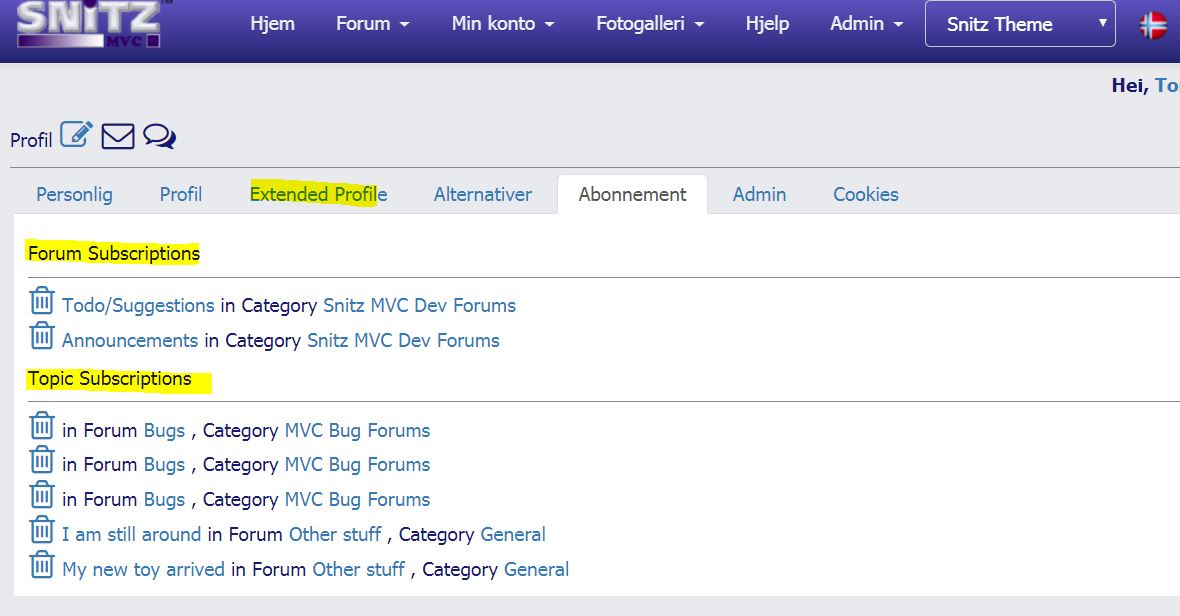 SNiTZ™ MVC
Hjem Forum Min konto Fotogalleri Hjelp Admin Snitz Theme
Hei, To
Profil
Personlig Profil Extended Profile Alternativer Abonnement Admin Cookies
Forum Subscriptions
Todo/Suggestions in Category Snitz MVC Dev Forums
Announcements in Category Snitz MVC Dev Forums
Topic Subscriptions
in Forum Bugs , Category MVC Bug Forums
in Forum Bugs , Category MVC Bug Forums
in Forum Bugs , Category MVC Bug Forums
I am still around in Forum Other stuff , Category General
My new toy arrived in Forum Other stuff , Category General